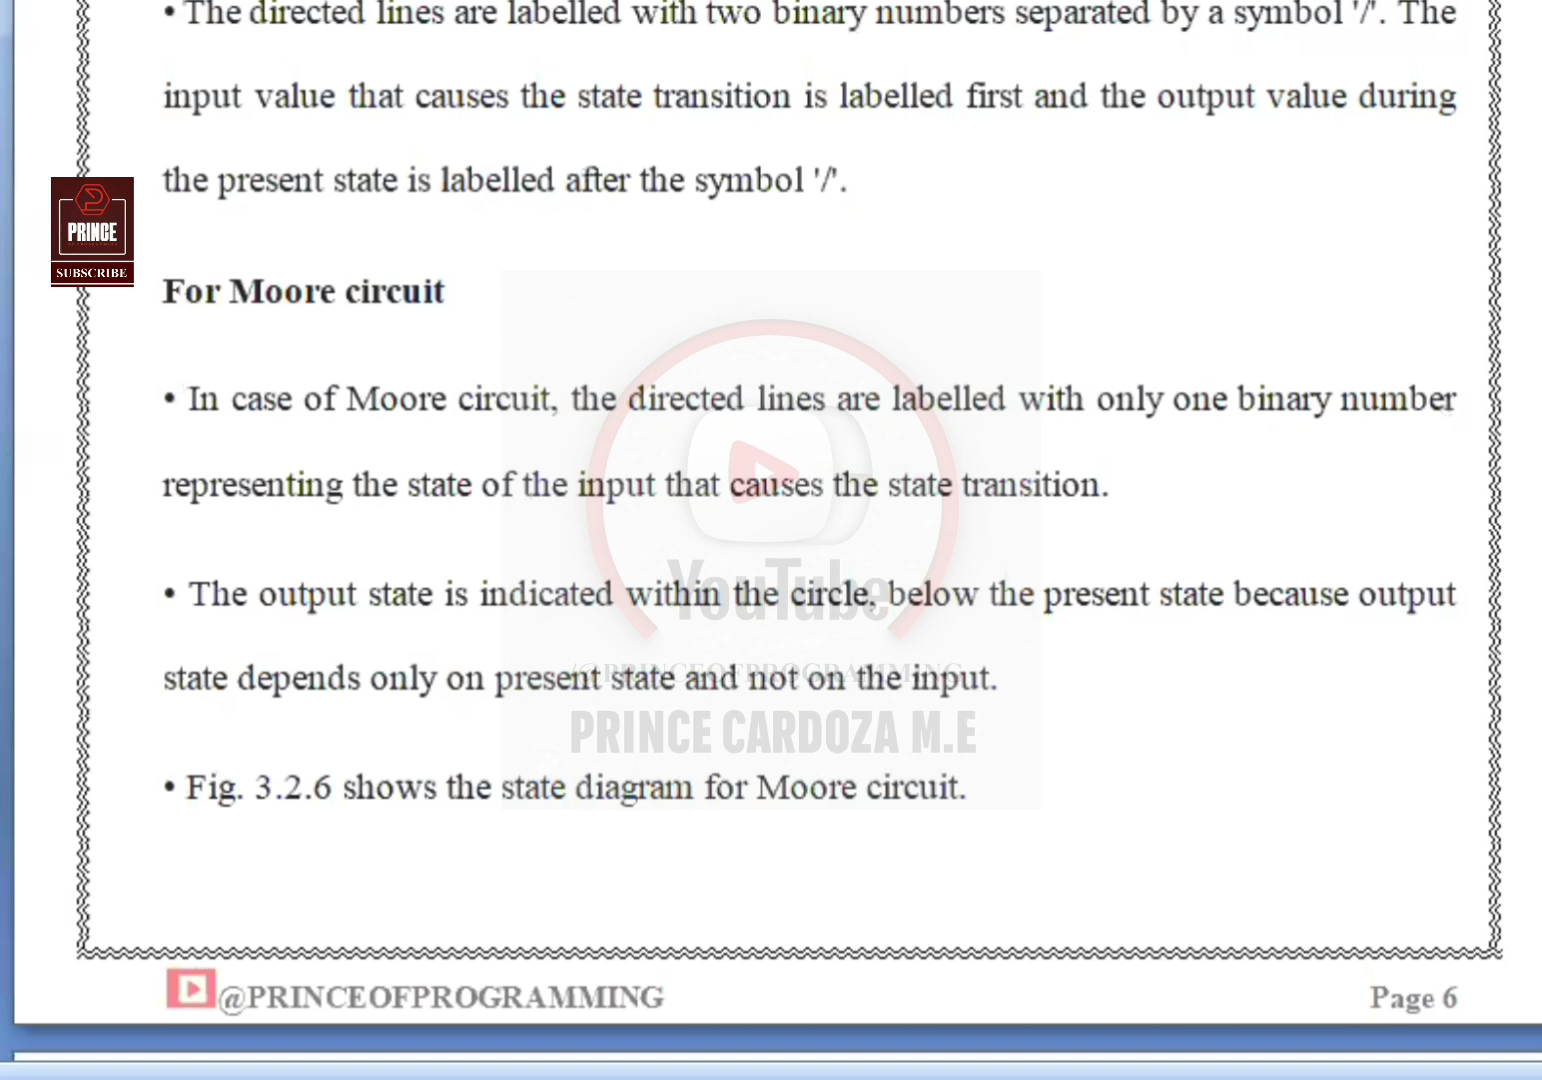 • The directed lines are labelled with two binary numbers separated by a symbol '/'. The
input value that causes the state transition is labelled first and the output value during
the present state is labelled after the symbol '/'.
PRINCE
SUBSCRIBE
For Moore circuit
• In case of Moore circuit, the directed lines are labelled with only one binary number
representing the state of the input that causes the state transition.
YouTube
• The output state is indicated within the circle, below the present state because output
/@PRINCEOFPROGRAMMING
state depends only on present state and not on the input.
PRINCE CARDOZA M.E
• Fig. 3.2.6 shows the state diagram for Moore circuit.
@PRINCEOFPROGRAMMING
Page 6